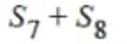 S₇ + S₈